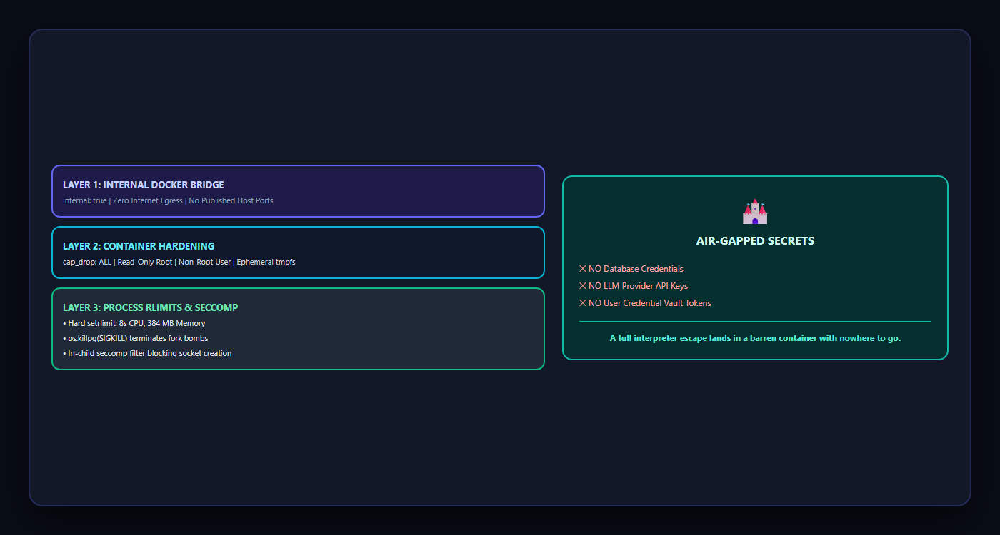 LAYER 1: INTERNAL DOCKER BRIDGE
internal: true | Zero Internet Egress | No Published Host Ports
LAYER 2: CONTAINER HARDENING
cap_drop: ALL | Read-Only Root | Non-Root User | Ephemeral tmpfs
LAYER 3: PROCESS RLIMITS & SECCOMP
• Hard setrlimit: 8s CPU, 384 MB Memory
• os.killpg(SIGKILL) terminates fork bombs
• In-child seccomp filter blocking socket creation
AIR-GAPPED SECRETS
❌ NO Database Credentials
❌ NO LLM Provider API Keys
❌ NO User Credential Vault Tokens
A full interpreter escape lands in a barren container with nowhere to go.